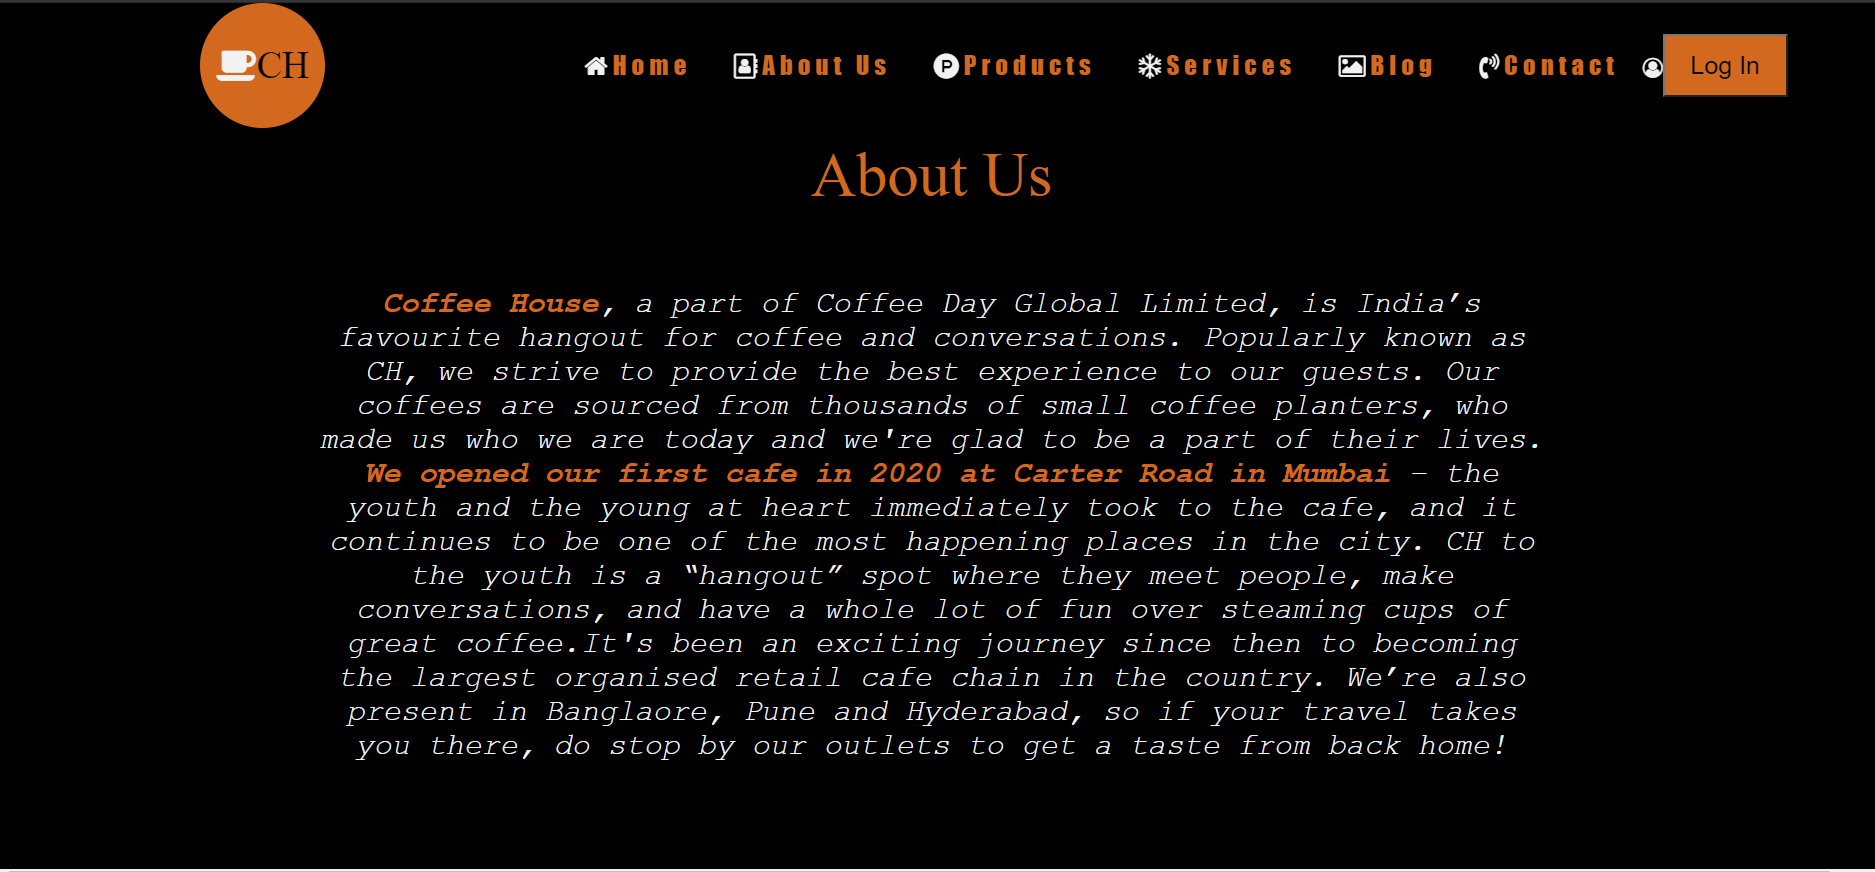 CH
Home About Us Products Services Blog Contact Log In
About Us
Coffee House, a part of Coffee Day Global Limited, is India’s
favourite hangout for coffee and conversations. Popularly known as
CH, we strive to provide the best experience to our guests. Our
coffees are sourced from thousands of small coffee planters, who
made us who we are today and we're glad to be a part of their lives.
We opened our first cafe in 2020 at Carter Road in Mumbai – the
youth and the young at heart immediately took to the cafe, and it
continues to be one of the most happening places in the city. CH to
the youth is a “hangout” spot where they meet people, make
conversations, and have a whole lot of fun over steaming cups of
great coffee.It's been an exciting journey since then to becoming
the largest organised retail cafe chain in the country. We’re also
present in Banglaore, Pune and Hyderabad, so if your travel takes
you there, do stop by our outlets to get a taste from back home!